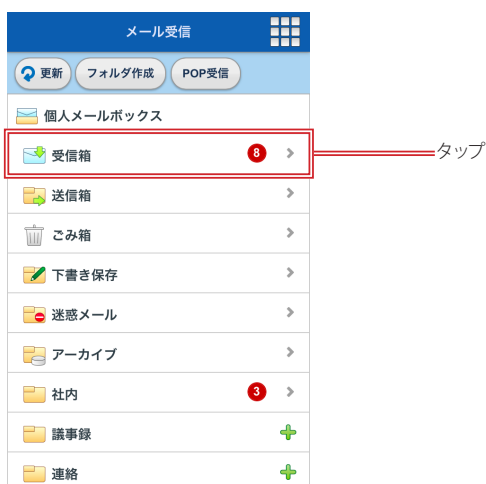 メール受信
更新 フォルダ作成 POP受信
個人メールボックス
受信箱 8 タップ
送信箱
ごみ箱
下書き保存
迷惑メール
アーカイブ
社内 3
議事録
連絡